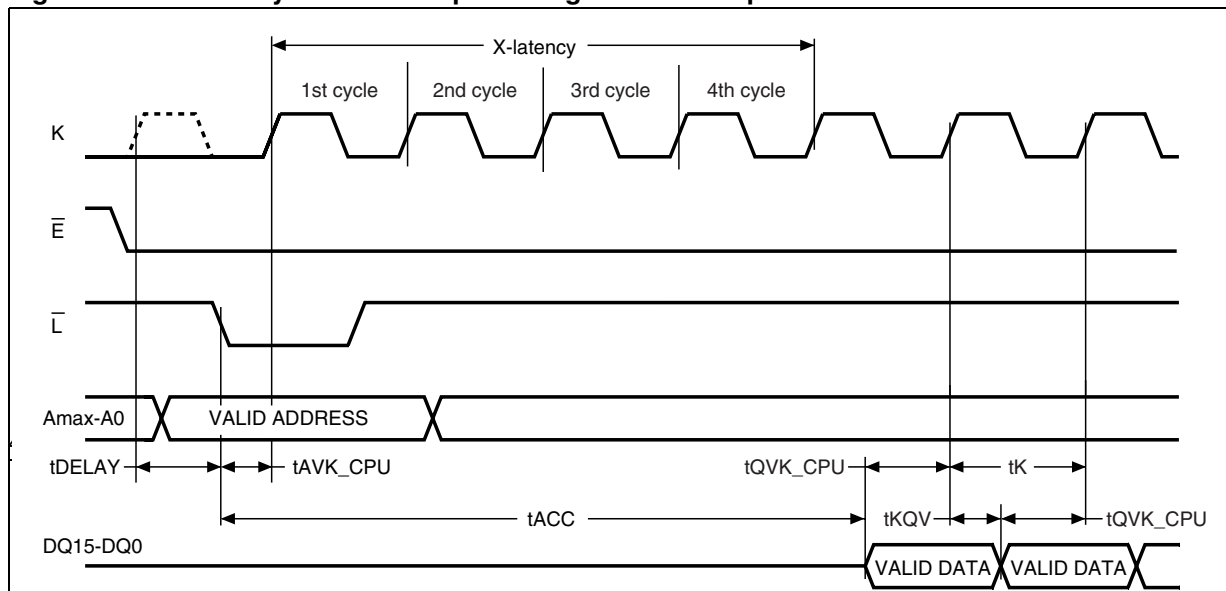 X-latency
1st cycle 2nd cycle 3rd cycle 4th cycle
K
E
L
Amax-A0 VALID ADDRESS
tDELAY tAVK_CPU tQVK_CPU tK
tACC tKQV tQVK_CPU
DQ15-DQ0
VALID DATA VALID DATA